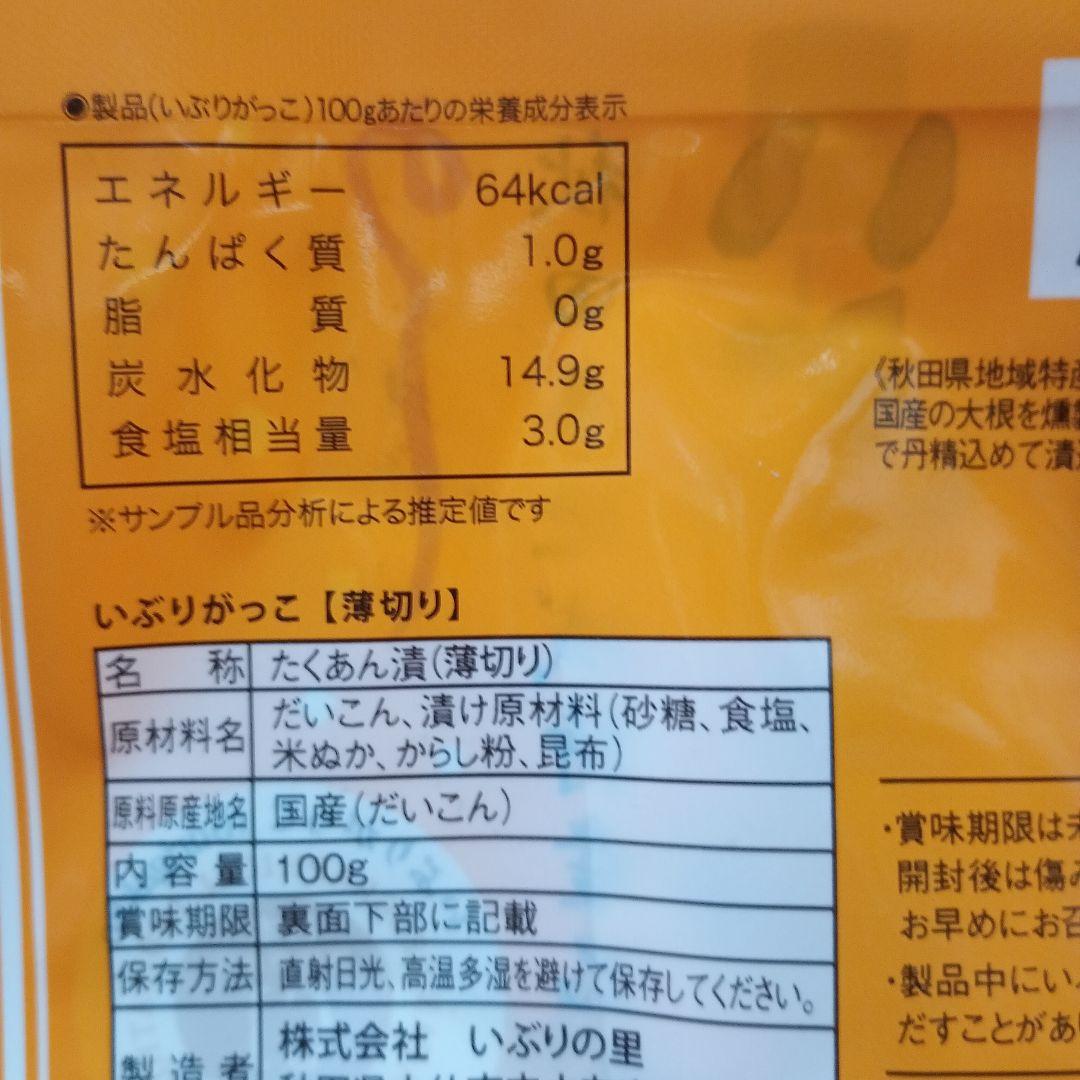 ●製品(いぶりがっこ)100gあたりの栄養成分表示
エネルギー 64kcal
たんぱく質 1.0g
脂質 0g
炭水化物 14.9g
食塩相当量 3.0g
※サンプル品分析による推定値です
《秋田県地域特産
国産の大根を燻製
で丹精込めて漬
いぶりがっこ【薄切り】
名称 たくあん漬(薄切り)
原材料名 だいこん、漬け原材料(砂糖、食塩、
米ぬか、からし粉、昆布)
原料原産地名 国産(だいこん)
内容量 100g
賞味期限 裏面下部に記載
保存方法 直射日光、高温多湿を避けて保存してください。
製造者 株式会社 いぶりの里
・賞味期限は
開封後は傷み
お早めにお召
・製品中にい
だすことがあ